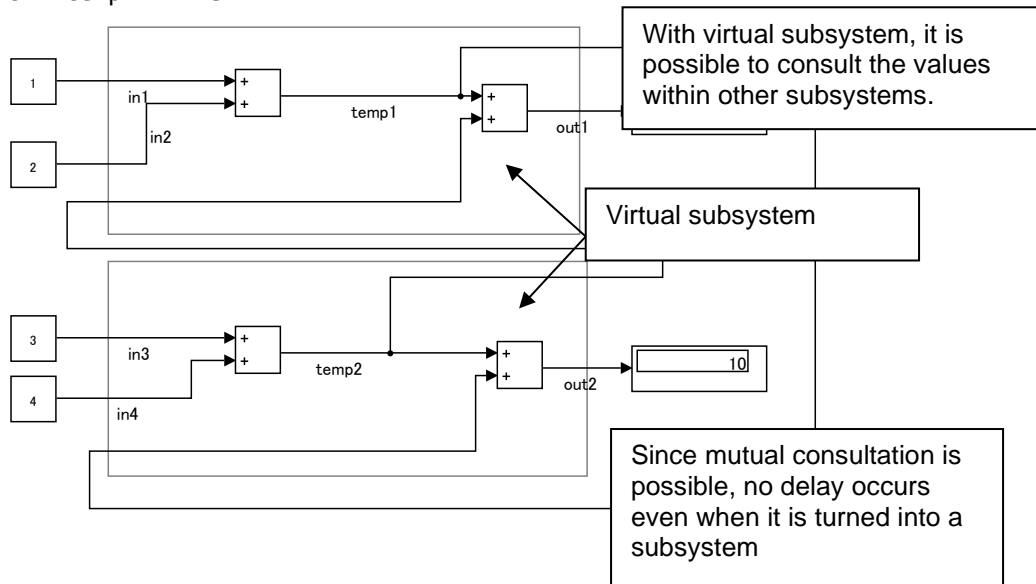 With virtual subsystem, it is
possible to consult the values
within other subsystems.
1
+
+
in1
temp1
+
+
out1
in2
2
Virtual subsystem
3
+
+
in3
temp2
+
+
out2
10
4
in4
Since mutual consultation is
possible, no delay occurs
even when it is turned into a
subsystem